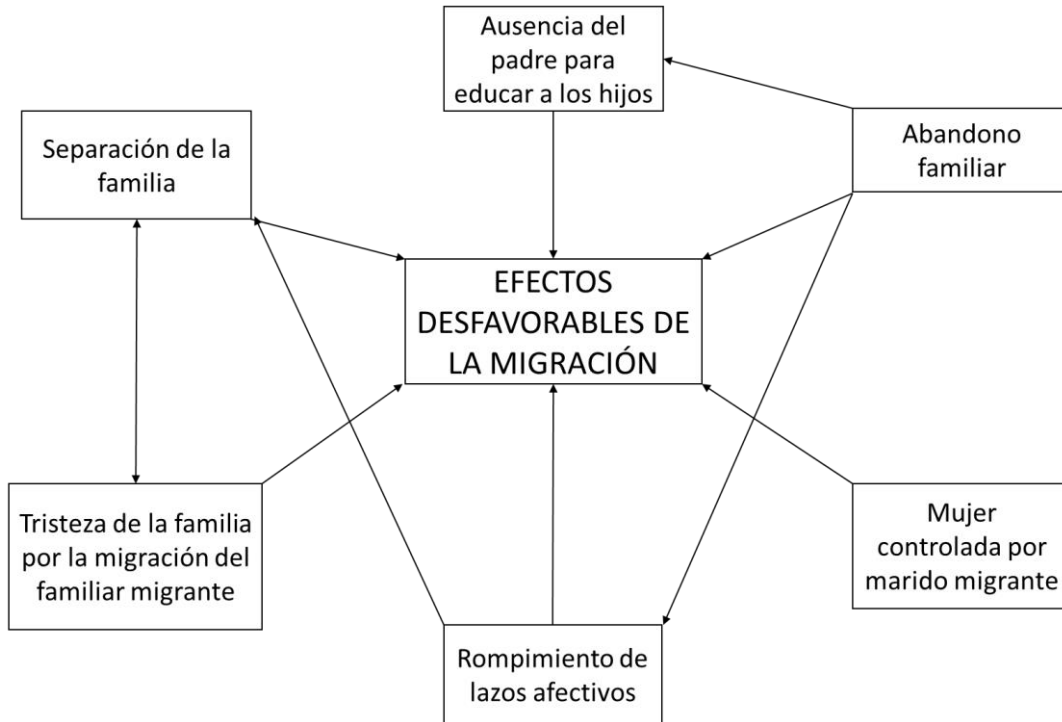 Ausencia del
padre para
educar a los hijos
Separación de la
familia
Abandono
familiar
EFECTOS
DESFAVORABLES DE
LA MIGRACIÓN
Tristeza de la familia
por la migración del
familiar migrante
Mujer
controlada por
marido migrante
Rompimiento de
lazos afectivos